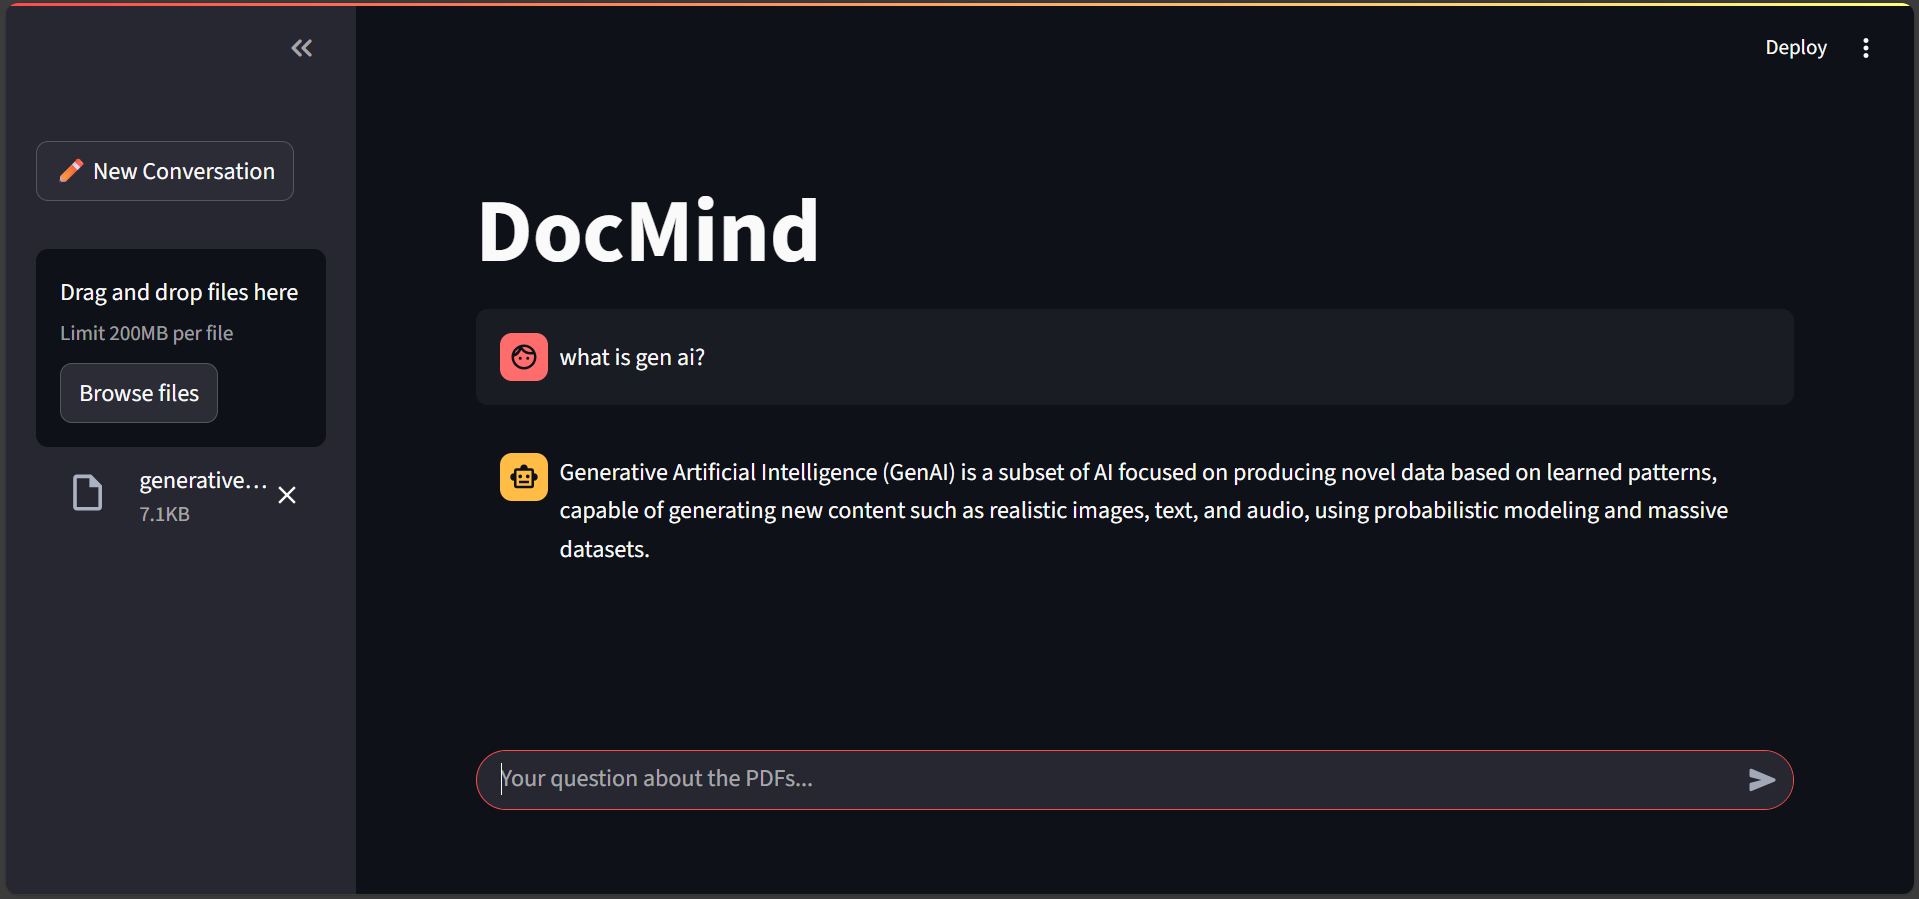 Deploy
New Conversation
Drag and drop files here
Limit 200MB per file
Browse files
generative...
7.1KB
DocMind
what is gen ai?
Generative Artificial Intelligence (GenAI) is a subset of AI focused on producing novel data based on learned patterns,
capable of generating new content such as realistic images, text, and audio, using probabilistic modeling and massive
datasets.
Your question about the PDFs...